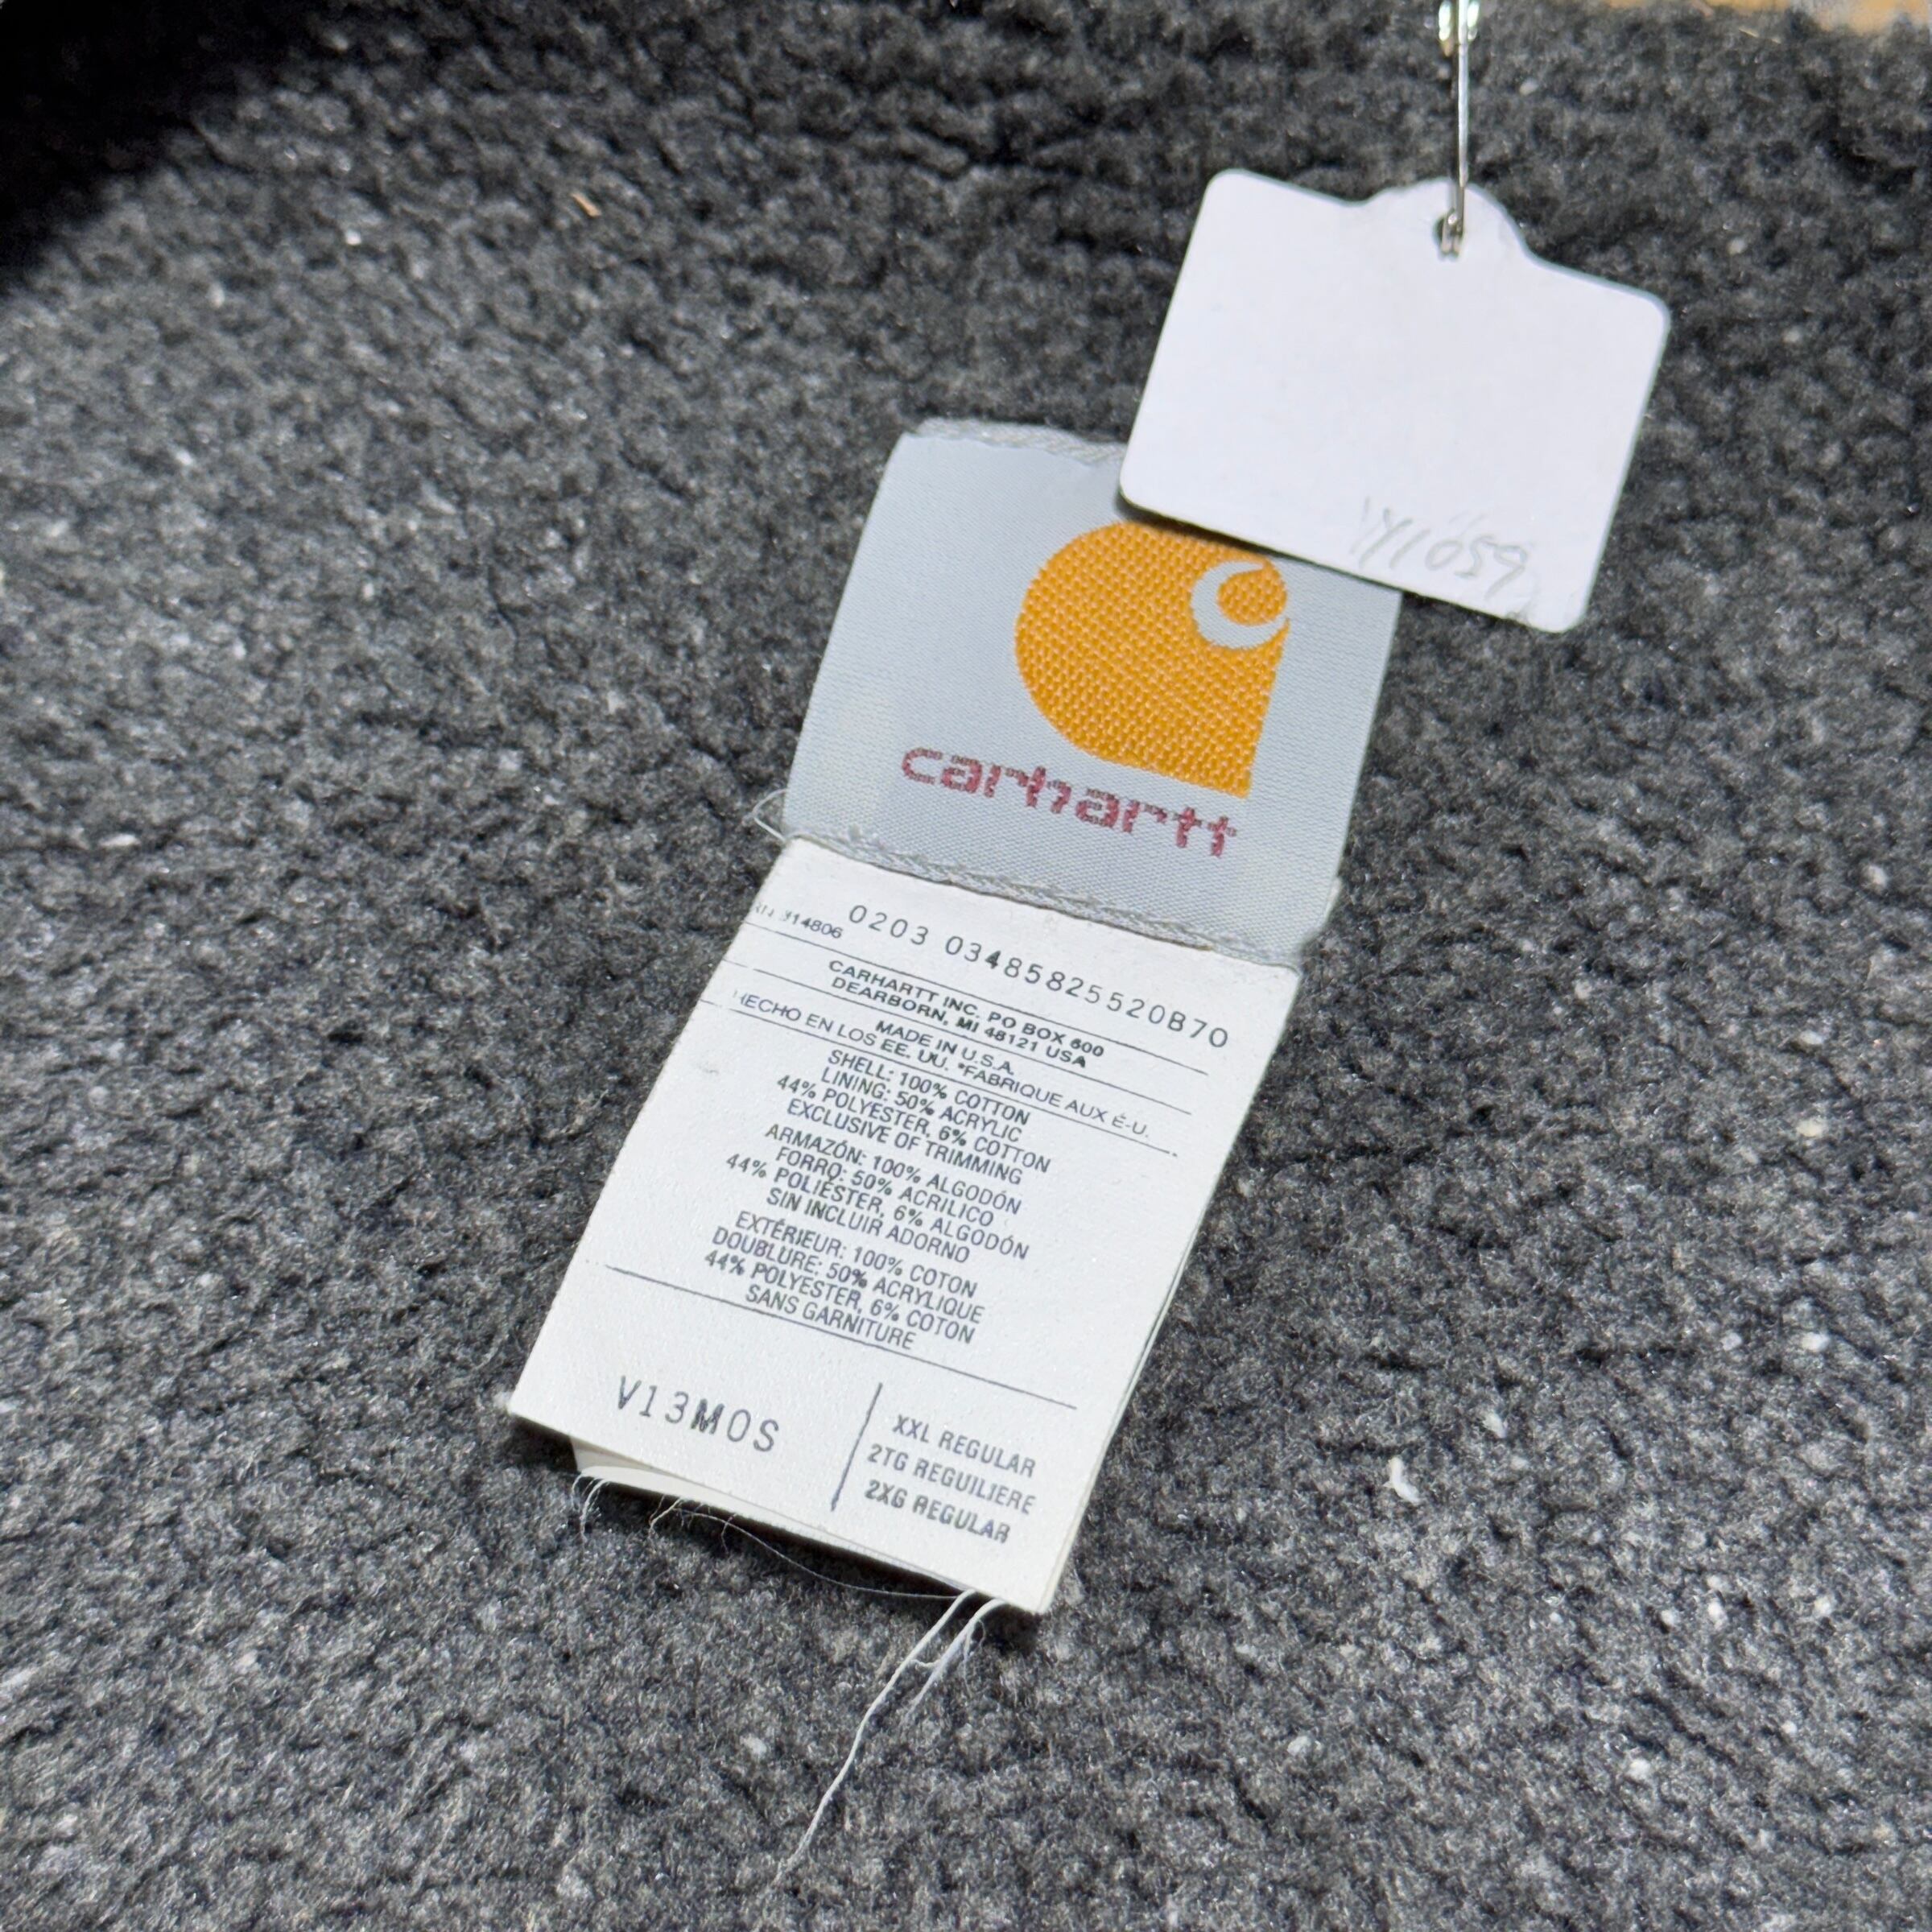 Y1059
carhartt
RN 314806
0203 0348582552OB70
CARHARTT INC. PO BOX 600
DEARBORN, MI 48121 USA
MADE IN U.S.A.
HECHO EN LOS EE. UU. *FABRIQUE AUX É-U.
SHELL: 100% COTTON
LINING: 50% ACRYLIC
44% POLYESTER, 6% COTTON
EXCLUSIVE OF TRIMMING
ARMAZÓN: 100% ALGODÓN
FORRO: 50% ACRILICO
44% POLIÉSTER, 6% ALGODÓN
SIN INCLUIR ADORNO
EXTÉRIEUR: 100% COTON
DOUBLURE: 50% ACRYLIQUE
44% POLYESTER, 6% COTON
SANS GARNITURE
V13MOS
XXL REGULAR
2TG REGUILIERE
2XG REGULAR